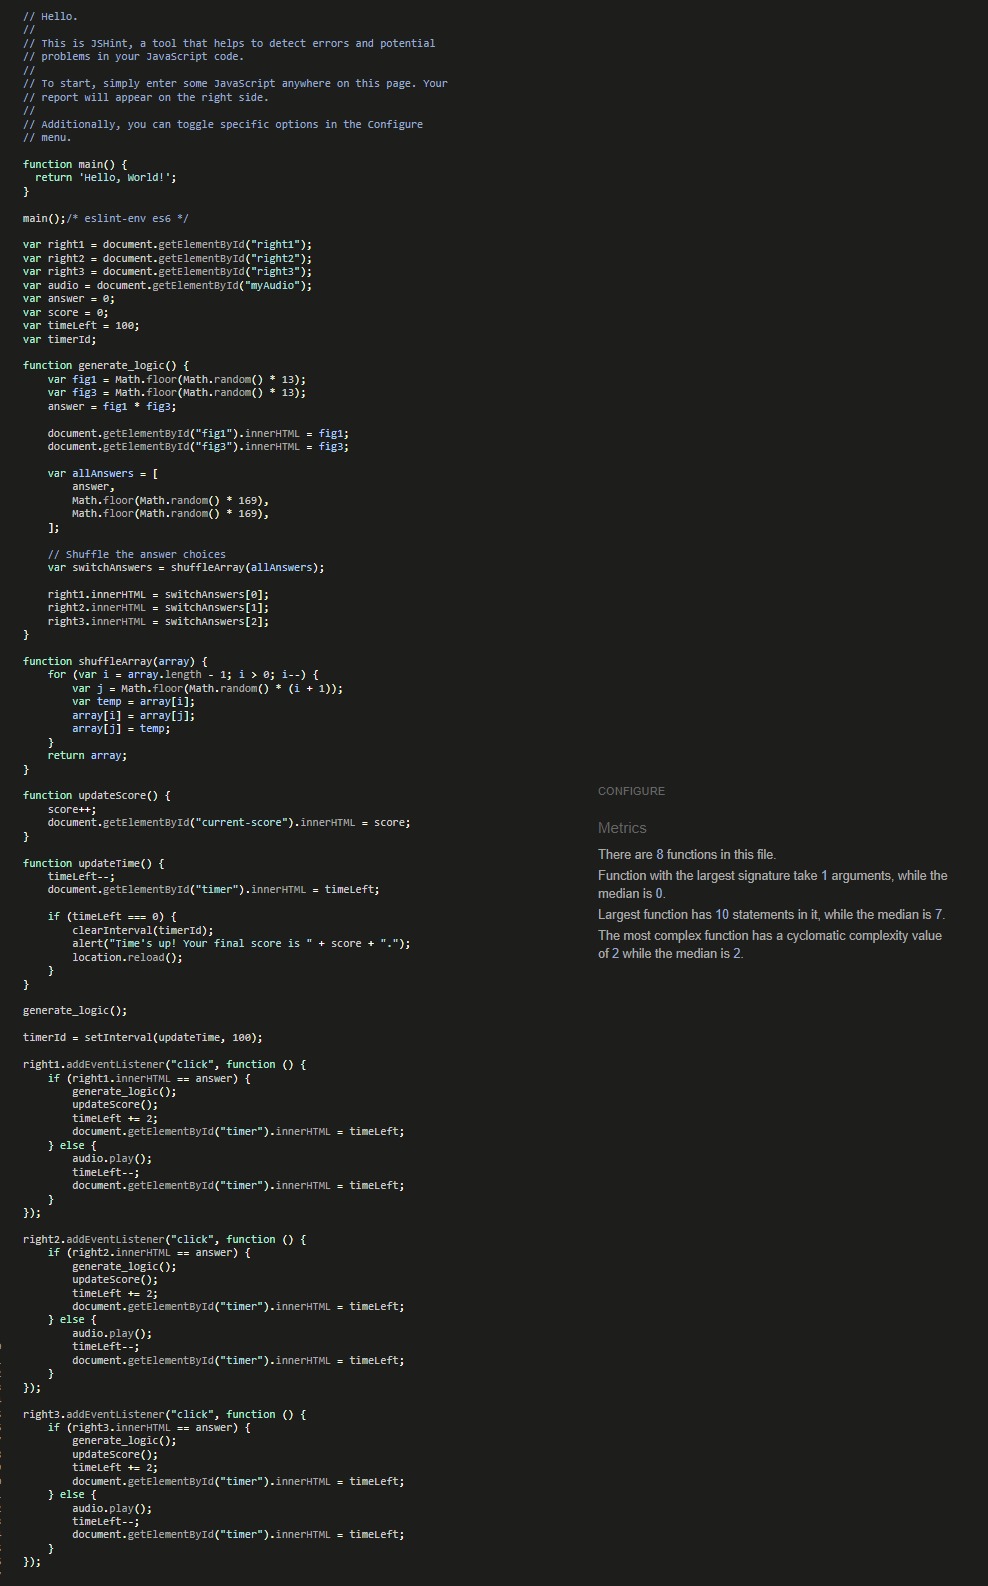 // Hello.
//
// This is JSHint, a tool that helps to detect errors and potential
// problems in your JavaScript code.
//
// To start, simply enter some JavaScript anywhere on this page. Your
// report will appear on the right side.
//
// Additionally, you can toggle specific options in the Configure
// menu.

function main() {
  return 'Hello, World!';
}

main();/* eslint-env es6 */

var right1 = document.getElementById("right1");
var right2 = document.getElementById("right2");
var right3 = document.getElementById("right3");
var audio = document.getElementById("myAudio");
var answer = 0;
var score = 0;
var timeLeft = 100;
var timerId;

function generate_logic() {
    var fig1 = Math.floor(Math.random() * 13);
    var fig3 = Math.floor(Math.random() * 13);
    answer = fig1 * fig3;

    document.getElementById("fig1").innerHTML = fig1;
    document.getElementById("fig3").innerHTML = fig3;

    var allAnswers = [
        answer,
        Math.floor(Math.random() * 169),
        Math.floor(Math.random() * 169),
    ];

    // Shuffle the answer choices
    var switchAnswers = shuffleArray(allAnswers);

    right1.innerHTML = switchAnswers[0];
    right2.innerHTML = switchAnswers[1];
    right3.innerHTML = switchAnswers[2];
}

function shuffleArray(array) {
    for (var i = array.length - 1; i > 0; i--) {
        var j = Math.floor(Math.random() * (i + 1));
        var temp = array[i];
        array[i] = array[j];
        array[j] = temp;
    }
    return array;
}

function updateScore() {
    score++;
    document.getElementById("current-score").innerHTML = score;
}

function updateTime() {
    timeLeft--;
    document.getElementById("timer").innerHTML = timeLeft;

    if (timeLeft === 0) {
        clearInterval(timerId);
        alert("Time's up! Your final score is " + score + ".");
        location.reload();
    }
}

generate_logic();

timerId = setInterval(updateTime, 100);

right1.addEventListener("click", function () {
    if (right1.innerHTML == answer) {
        generate_logic();
        updateScore();
        timeLeft += 2;
        document.getElementById("timer").innerHTML = timeLeft;
    } else {
        audio.play();
        timeLeft--;
        document.getElementById("timer").innerHTML = timeLeft;
    }
});

right2.addEventListener("click", function () {
    if (right2.innerHTML == answer) {
        generate_logic();
        updateScore();
        timeLeft += 2;
        document.getElementById("timer").innerHTML = timeLeft;
    } else {
        audio.play();
        timeLeft--;
        document.getElementById("timer").innerHTML = timeLeft;
    }
});

right3.addEventListener("click", function () {
    if (right3.innerHTML == answer) {
        generate_logic();
        updateScore();
        timeLeft += 2;
        document.getElementById("timer").innerHTML = timeLeft;
    } else {
        audio.play();
        timeLeft--;
        document.getElementById("timer").innerHTML = timeLeft;
    }
});

CONFIGURE
Metrics
There are 8 functions in this file.
Function with the largest signature take 1 arguments, while the
median is 0.
Largest function has 10 statements in it, while the median is 7.
The most complex function has a cyclomatic complexity value
of 2 while the median is 2.